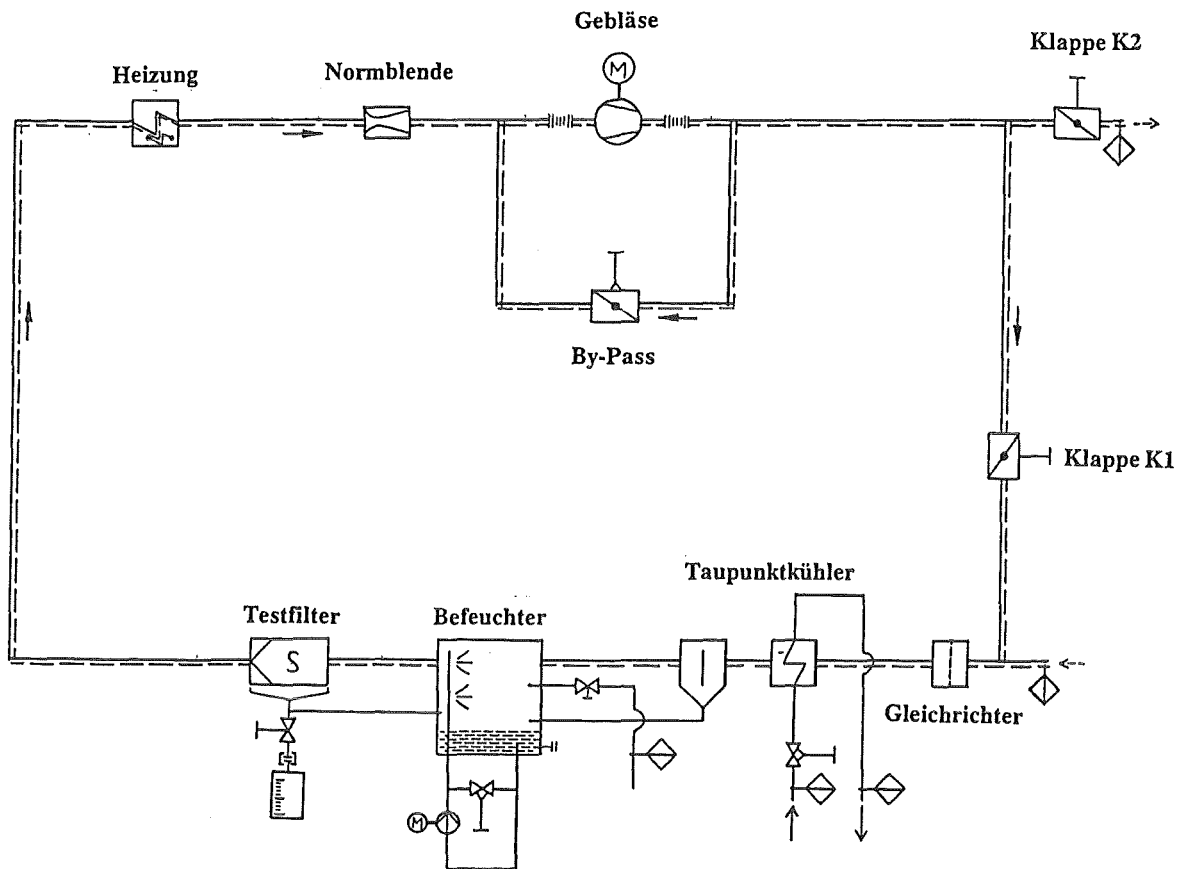 Gebläse
Klappe K2
Heizung
Normblende
M
By-Pass
Klappe K1
Taupunktkühler
Testfilter
Befeuchter
S
Gleichrichter
M